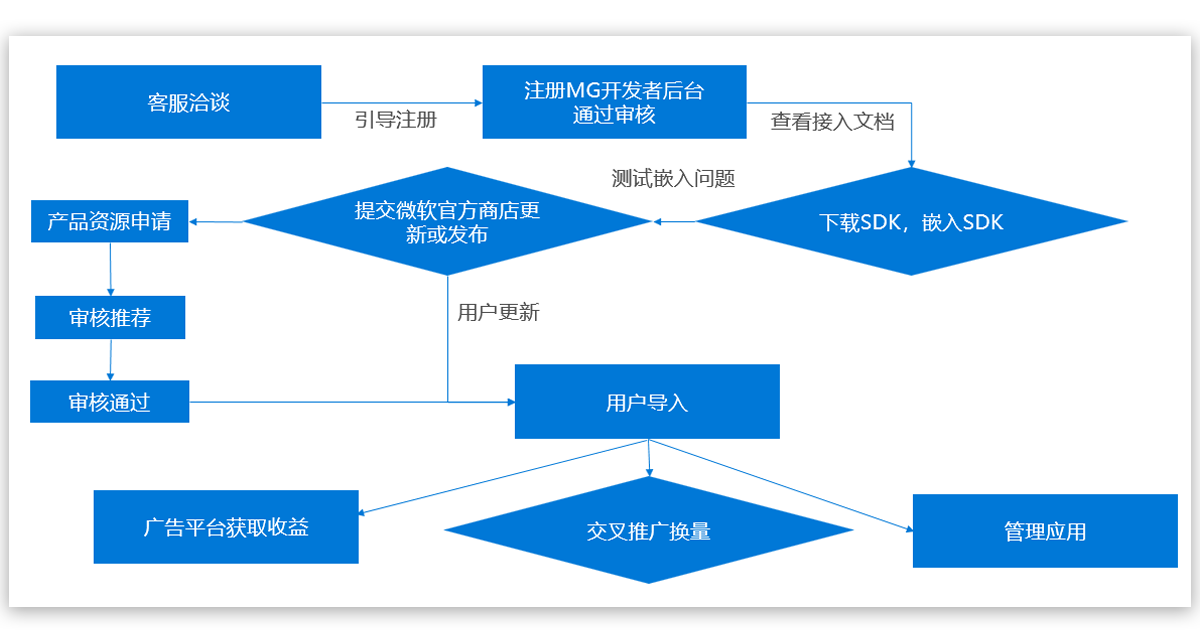 客服洽谈
引导注册
注册MG开发者后台
通过审核
查看接入文档
下载SDK，嵌入SDK
测试嵌入问题
提交微软官方商店更
新或发布
产品资源申请
审核推荐
审核通过
用户更新
用户导入
广告平台获取收益
交叉推广换量
管理应用